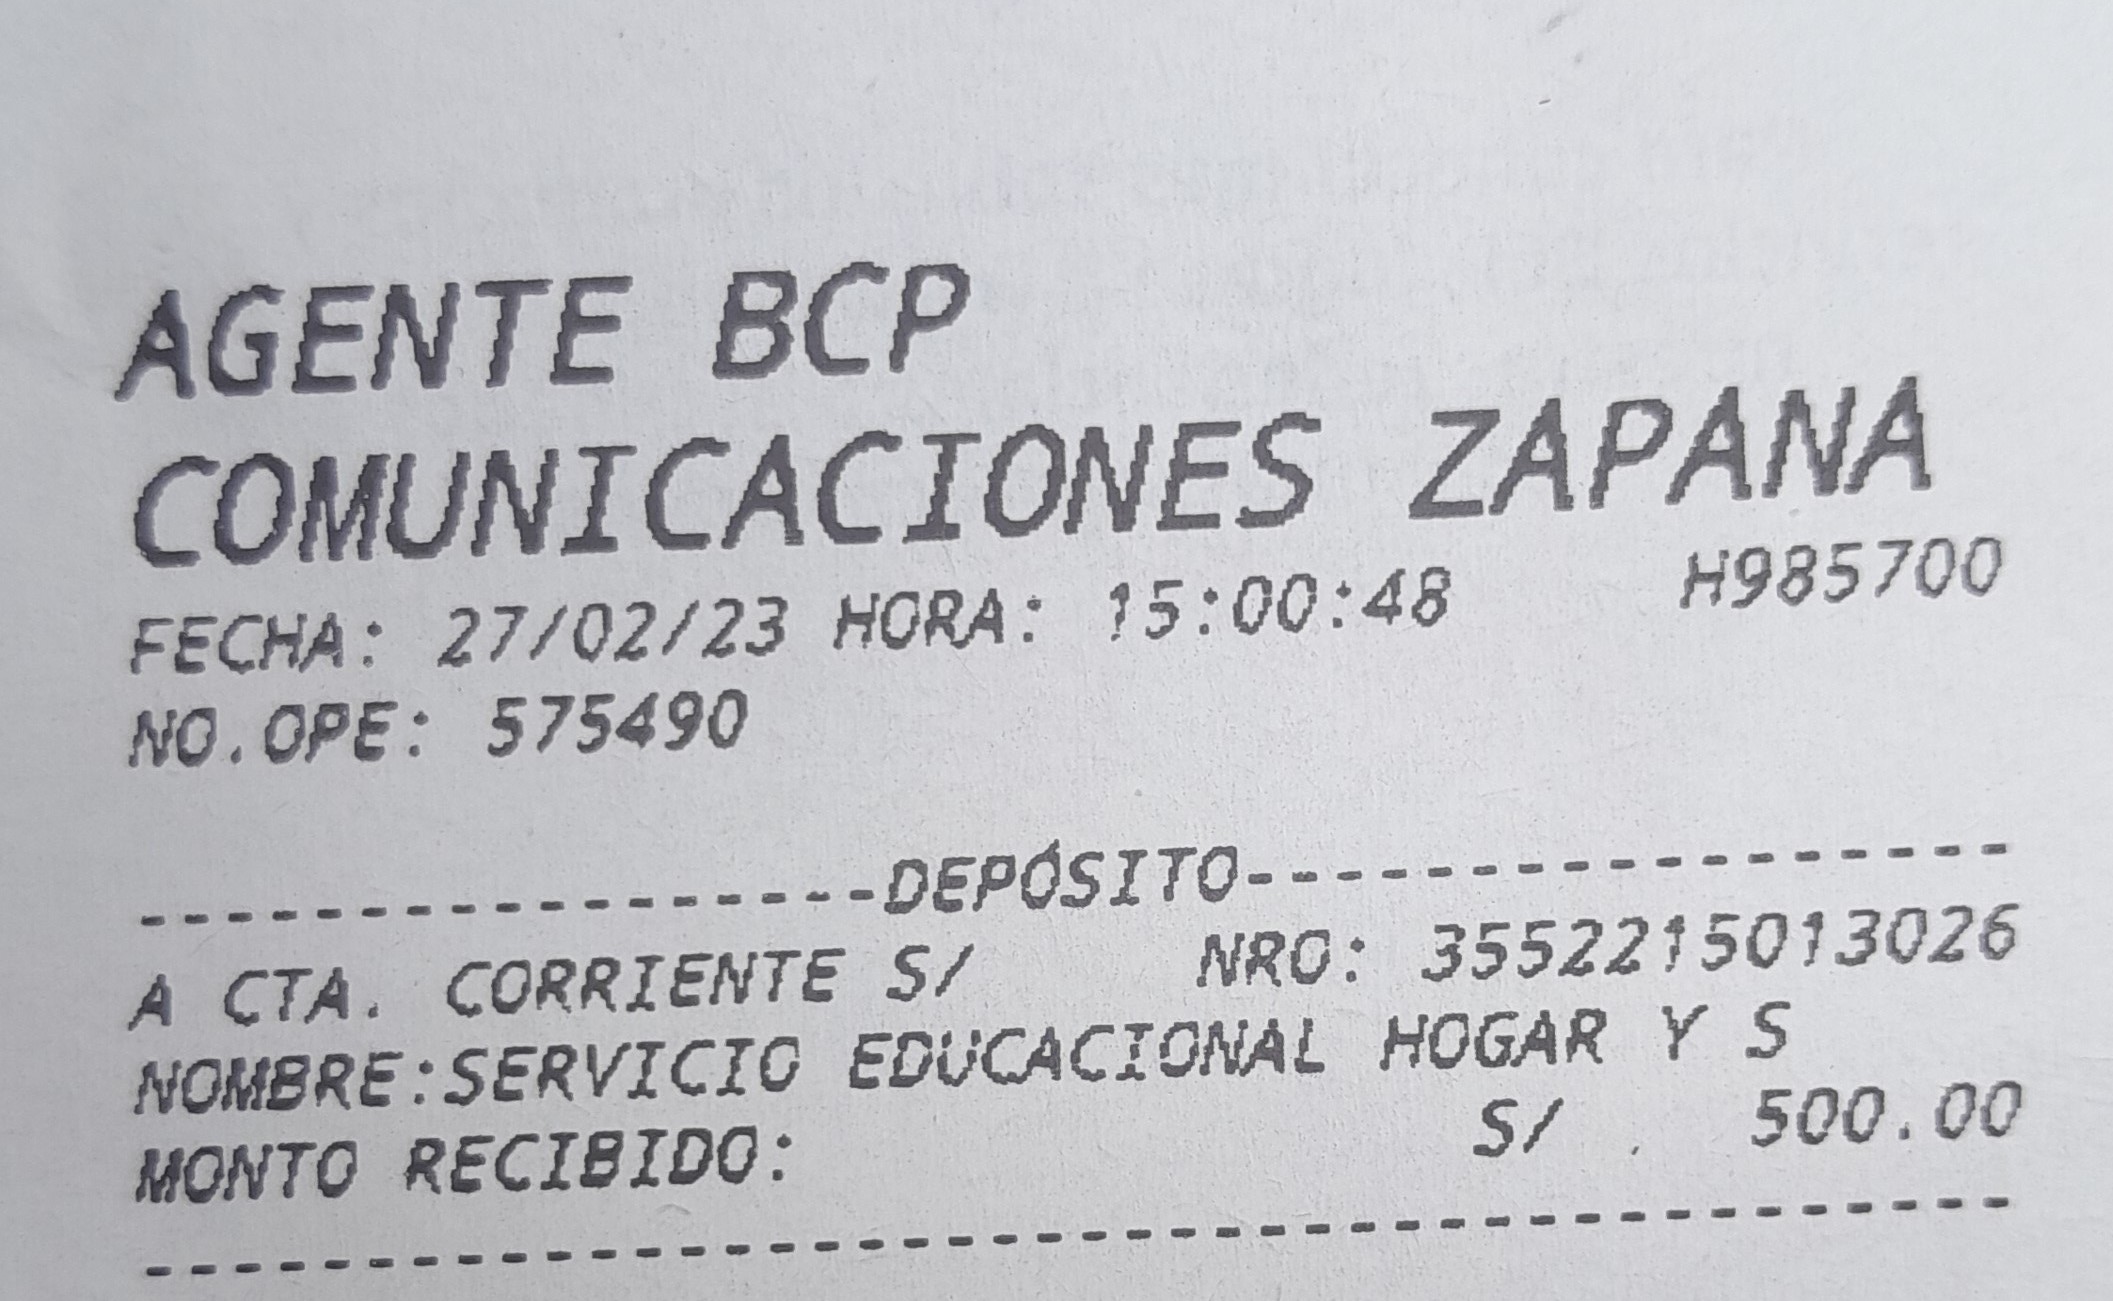 AGENTE BCP
COMUNICACIONES ZAPANA
FECHA: 27/02/23 HORA: 15:00:48 H985700
NO.OPE: 575490
------------------DEPÓSITO------------------
A CTA. CORRIENTE S/ NRO: 3552215013026
NOMBRE:SERVICIO EDUCACIONAL HOGAR Y S
MONTO RECIBIDO: S/ 500.00
-------------------------------------------